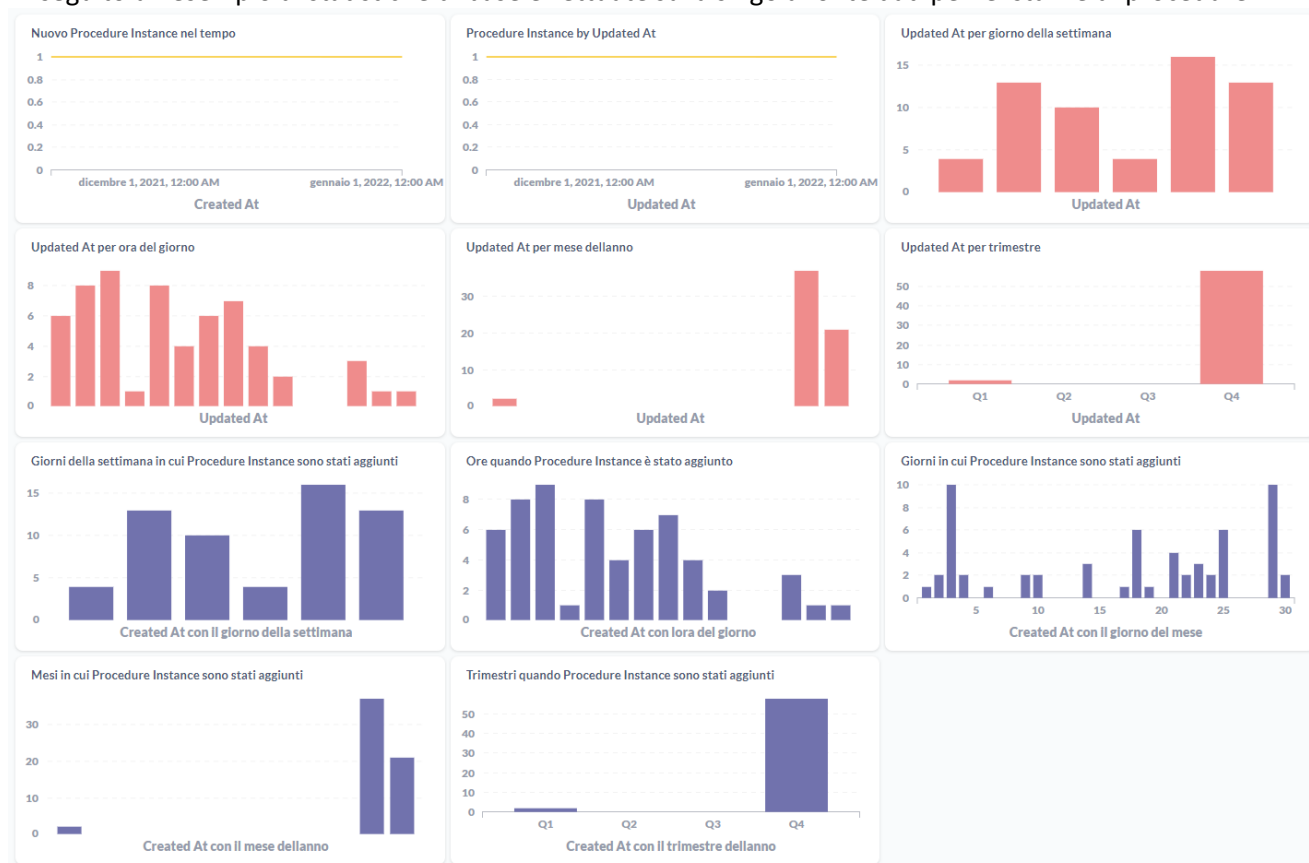 Nuovo Procedure Instance nel tempo
1
0.8
0.6
0.4
0.2
0
dicembre 1, 2021, 12:00 AM gennaio 1, 2022, 12:00 AM
Created At
Procedure Instance by Updated At
1
0.8
0.6
0.4
0.2
0
dicembre 1, 2021, 12:00 AM gennaio 1, 2022, 12:00 AM
Updated At
Updated At per giorno della settimana
15
10
5
0
Updated At
Updated At per ora del giorno
8
6
4
2
0
Updated At
Updated At per mese dellanno
30
20
10
0
Updated At
Updated At per trimestre
50
40
30
20
10
0
Q1 Q2 Q3 Q4
Updated At
Giorni della settimana in cui Procedure Instance sono stati aggiunti
15
10
5
0
Created At con il giorno della settimana
Ore quando Procedure Instance è stato aggiunto
8
6
4
2
0
Created At con lora del giorno
Giorni in cui Procedure Instance sono stati aggiunti
10
8
6
4
2
0
5 10 15 20 25 30
Created At con il giorno del mese
Mesi in cui Procedure Instance sono stati aggiunti
30
20
10
0
Created At con il mese dellanno
Trimestri quando Procedure Instance sono stati aggiunti
50
40
30
20
10
0
Q1 Q2 Q3 Q4
Created At con il trimestre dellanno